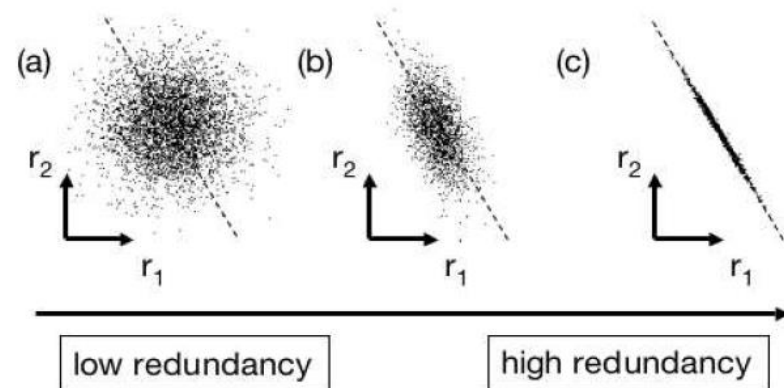 (a)
r2
r1
(b)
r2
r1
(c)
r2
r1
low redundancy
high redundancy